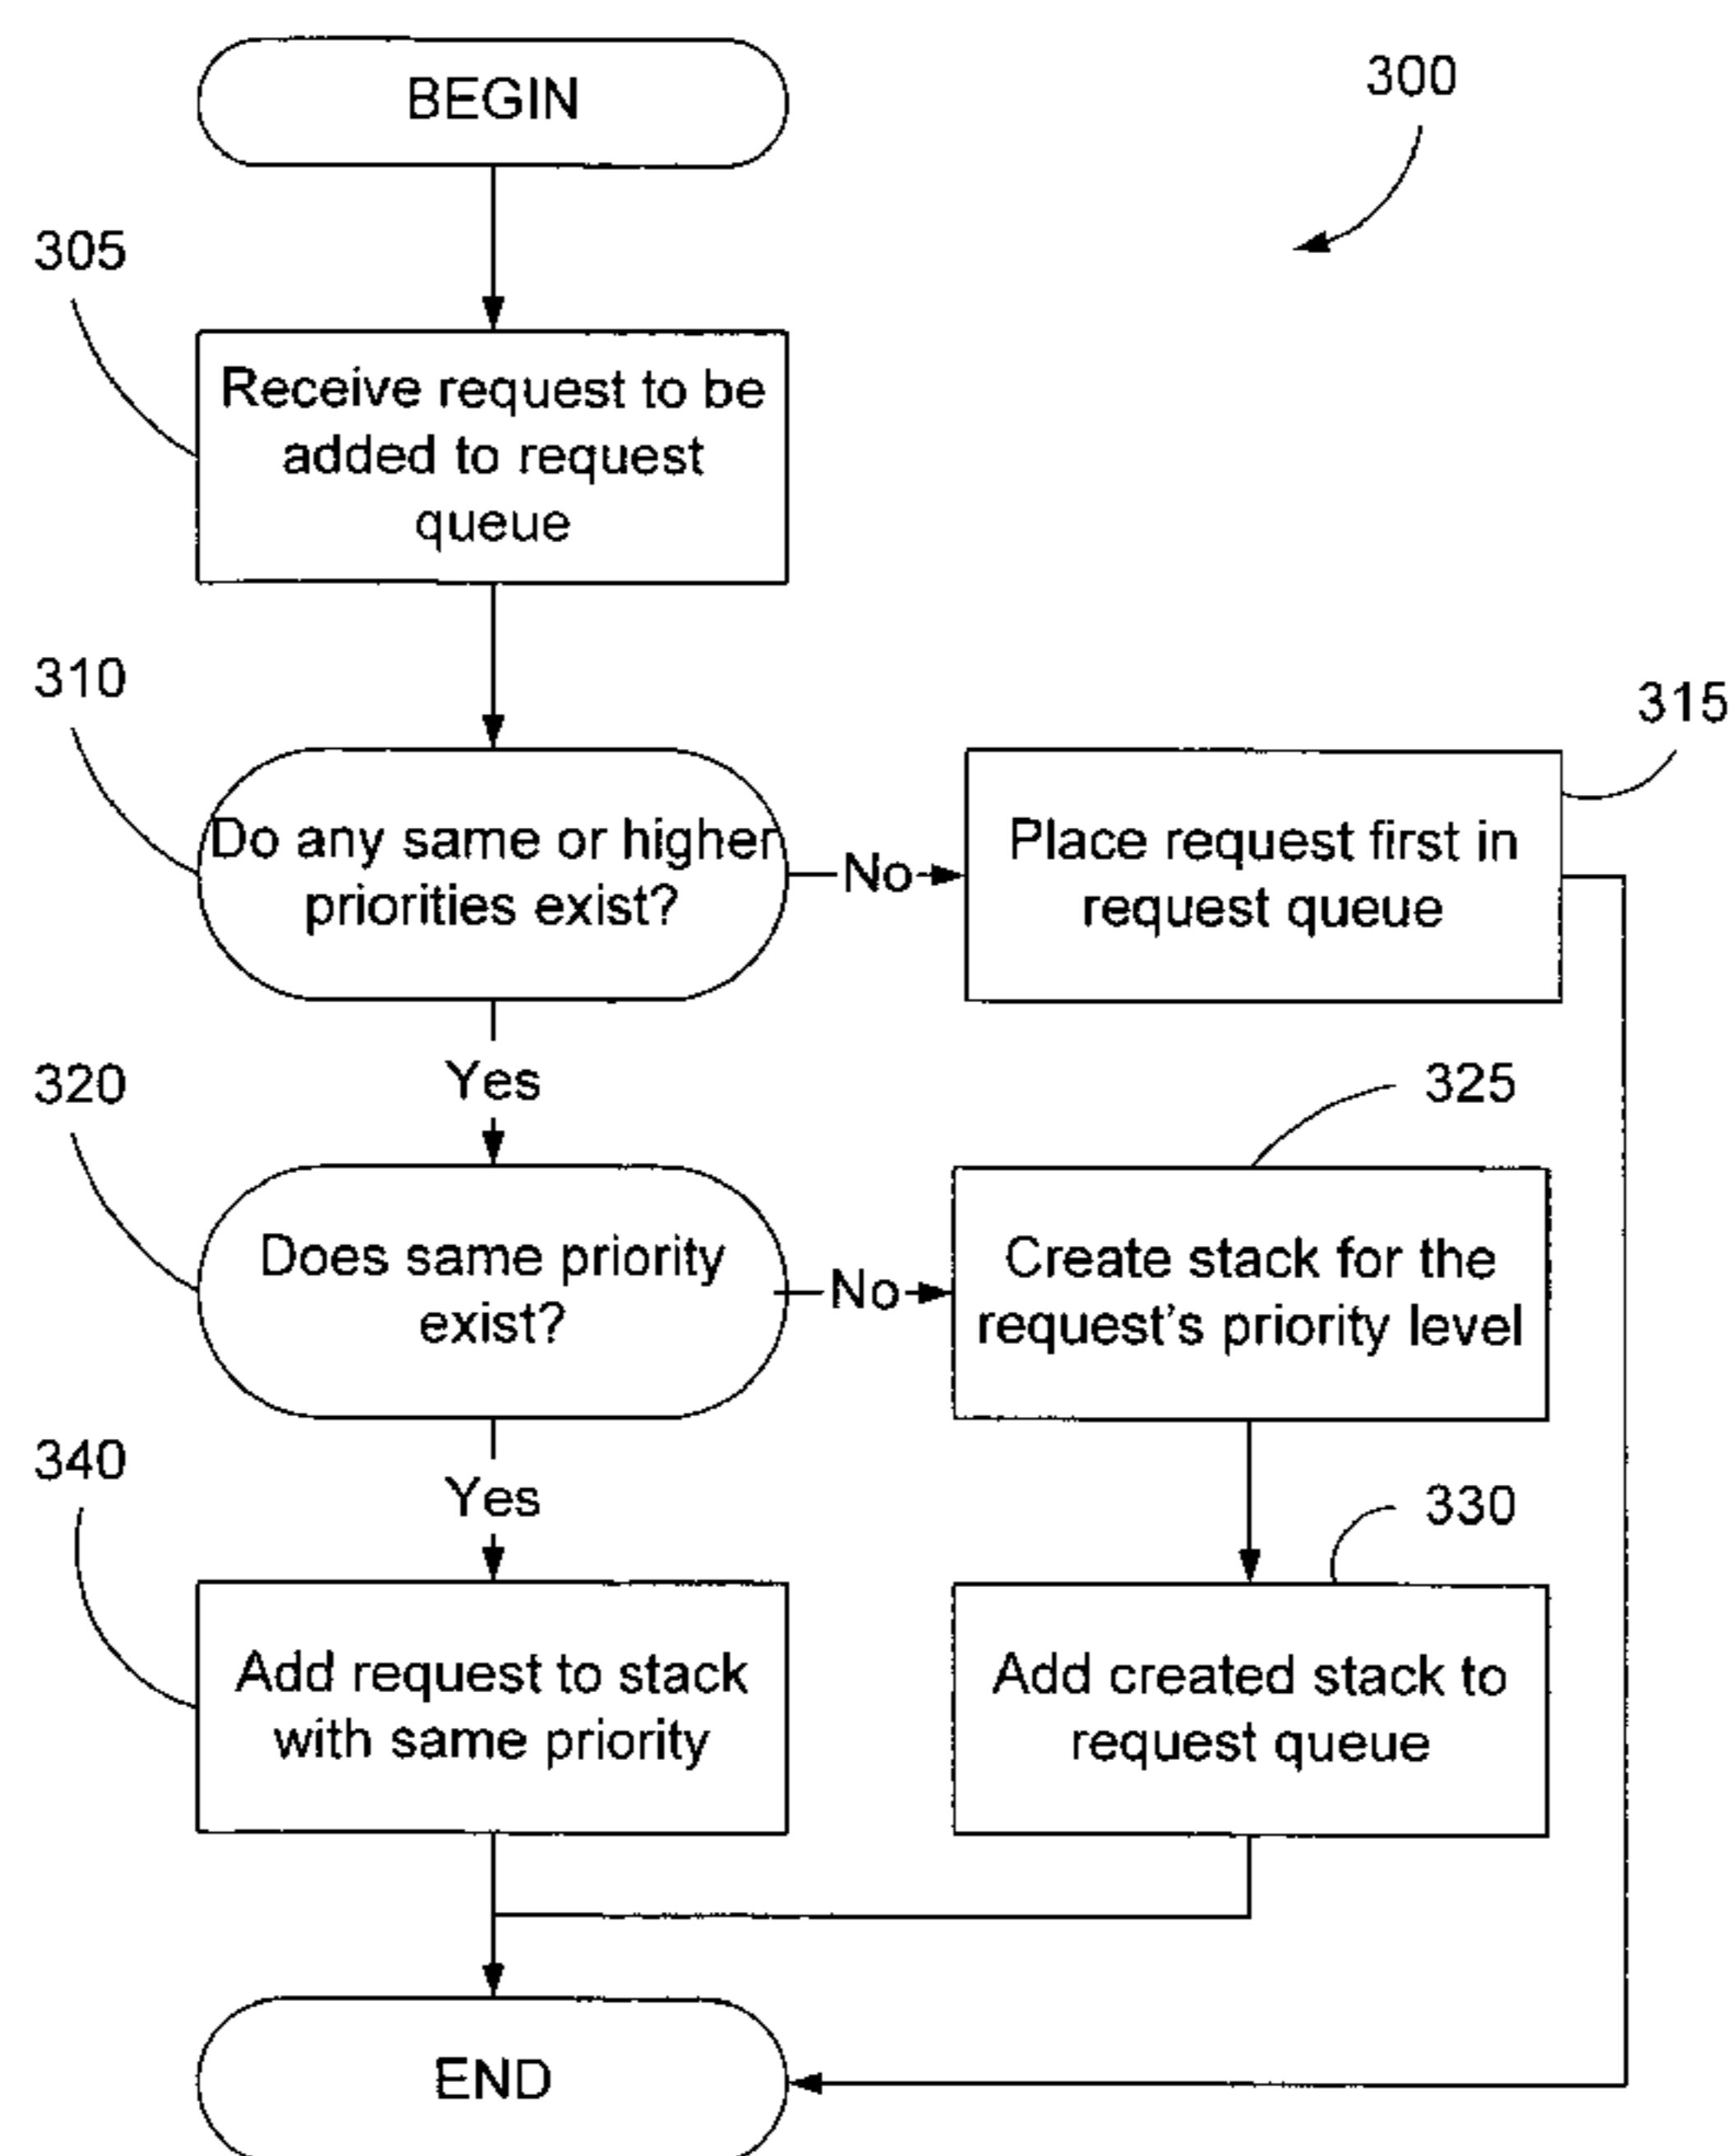 BEGIN
300
305
Receive request to be
added to request
queue
310
Do any same or higher
priorities exist?
No
315
Place request first in
request queue
Yes
320
Does same priority
exist?
No
325
Create stack for the
request's priority level
Yes
340
Add request to stack
with same priority
330
Add created stack to
request queue
END